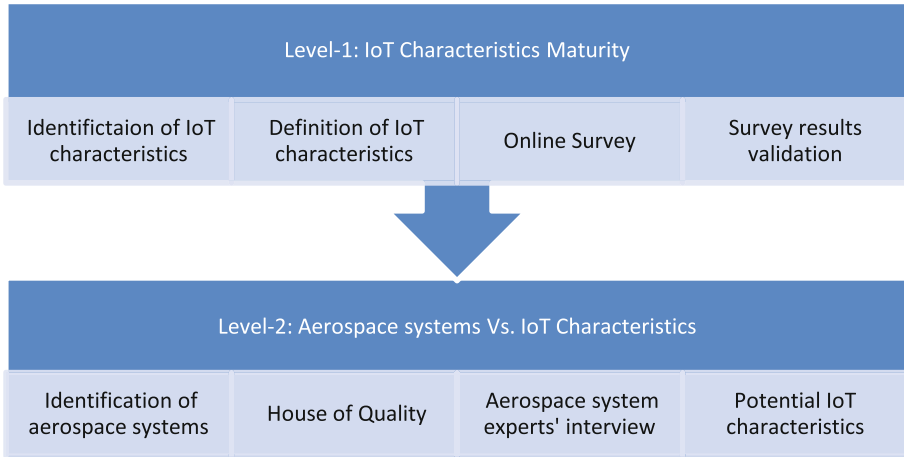 Level-1: IoT Characteristics Maturity
Identifictaion of IoT
characteristics
Definition of IoT
characteristics
Online Survey
Survey results
validation
Level-2: Aerospace systems Vs. IoT Characteristics
Identification of
aerospace systems
House of Quality
Aerospace system
experts' interview
Potential IoT
characteristics